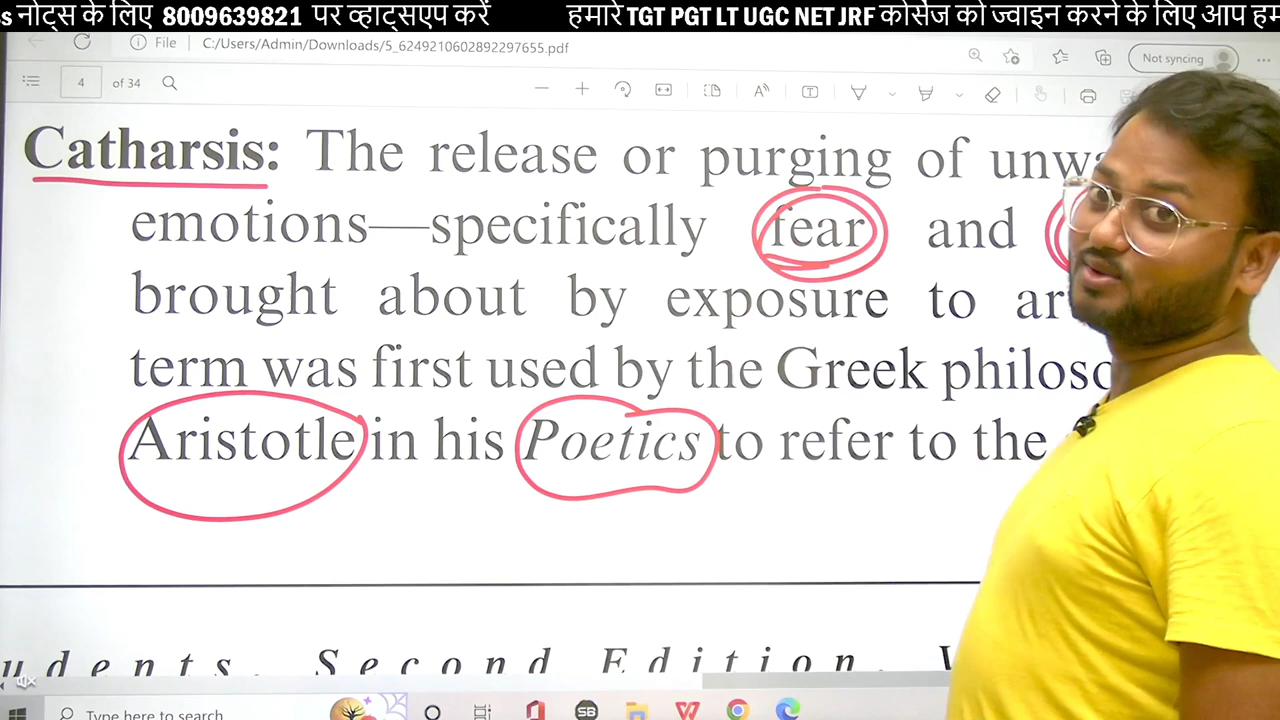 s नोट्स के लिए 8009639821 पर व्हाट्सएप करें हमारे TGT PGT LT UGC NET JRF कोर्सेज को ज्वाइन करने के लिए आप हम
File C:/Users/Admin/Downloads/5_6249210602892297655.pdf Not syncing
4 of 34
Catharsis: The release or purging of
emotions—specifically fear and
brought about by exposure to
term was first used by the Greek
Aristotle in his Poetics to refer to the
Second Edition.
Type here to search